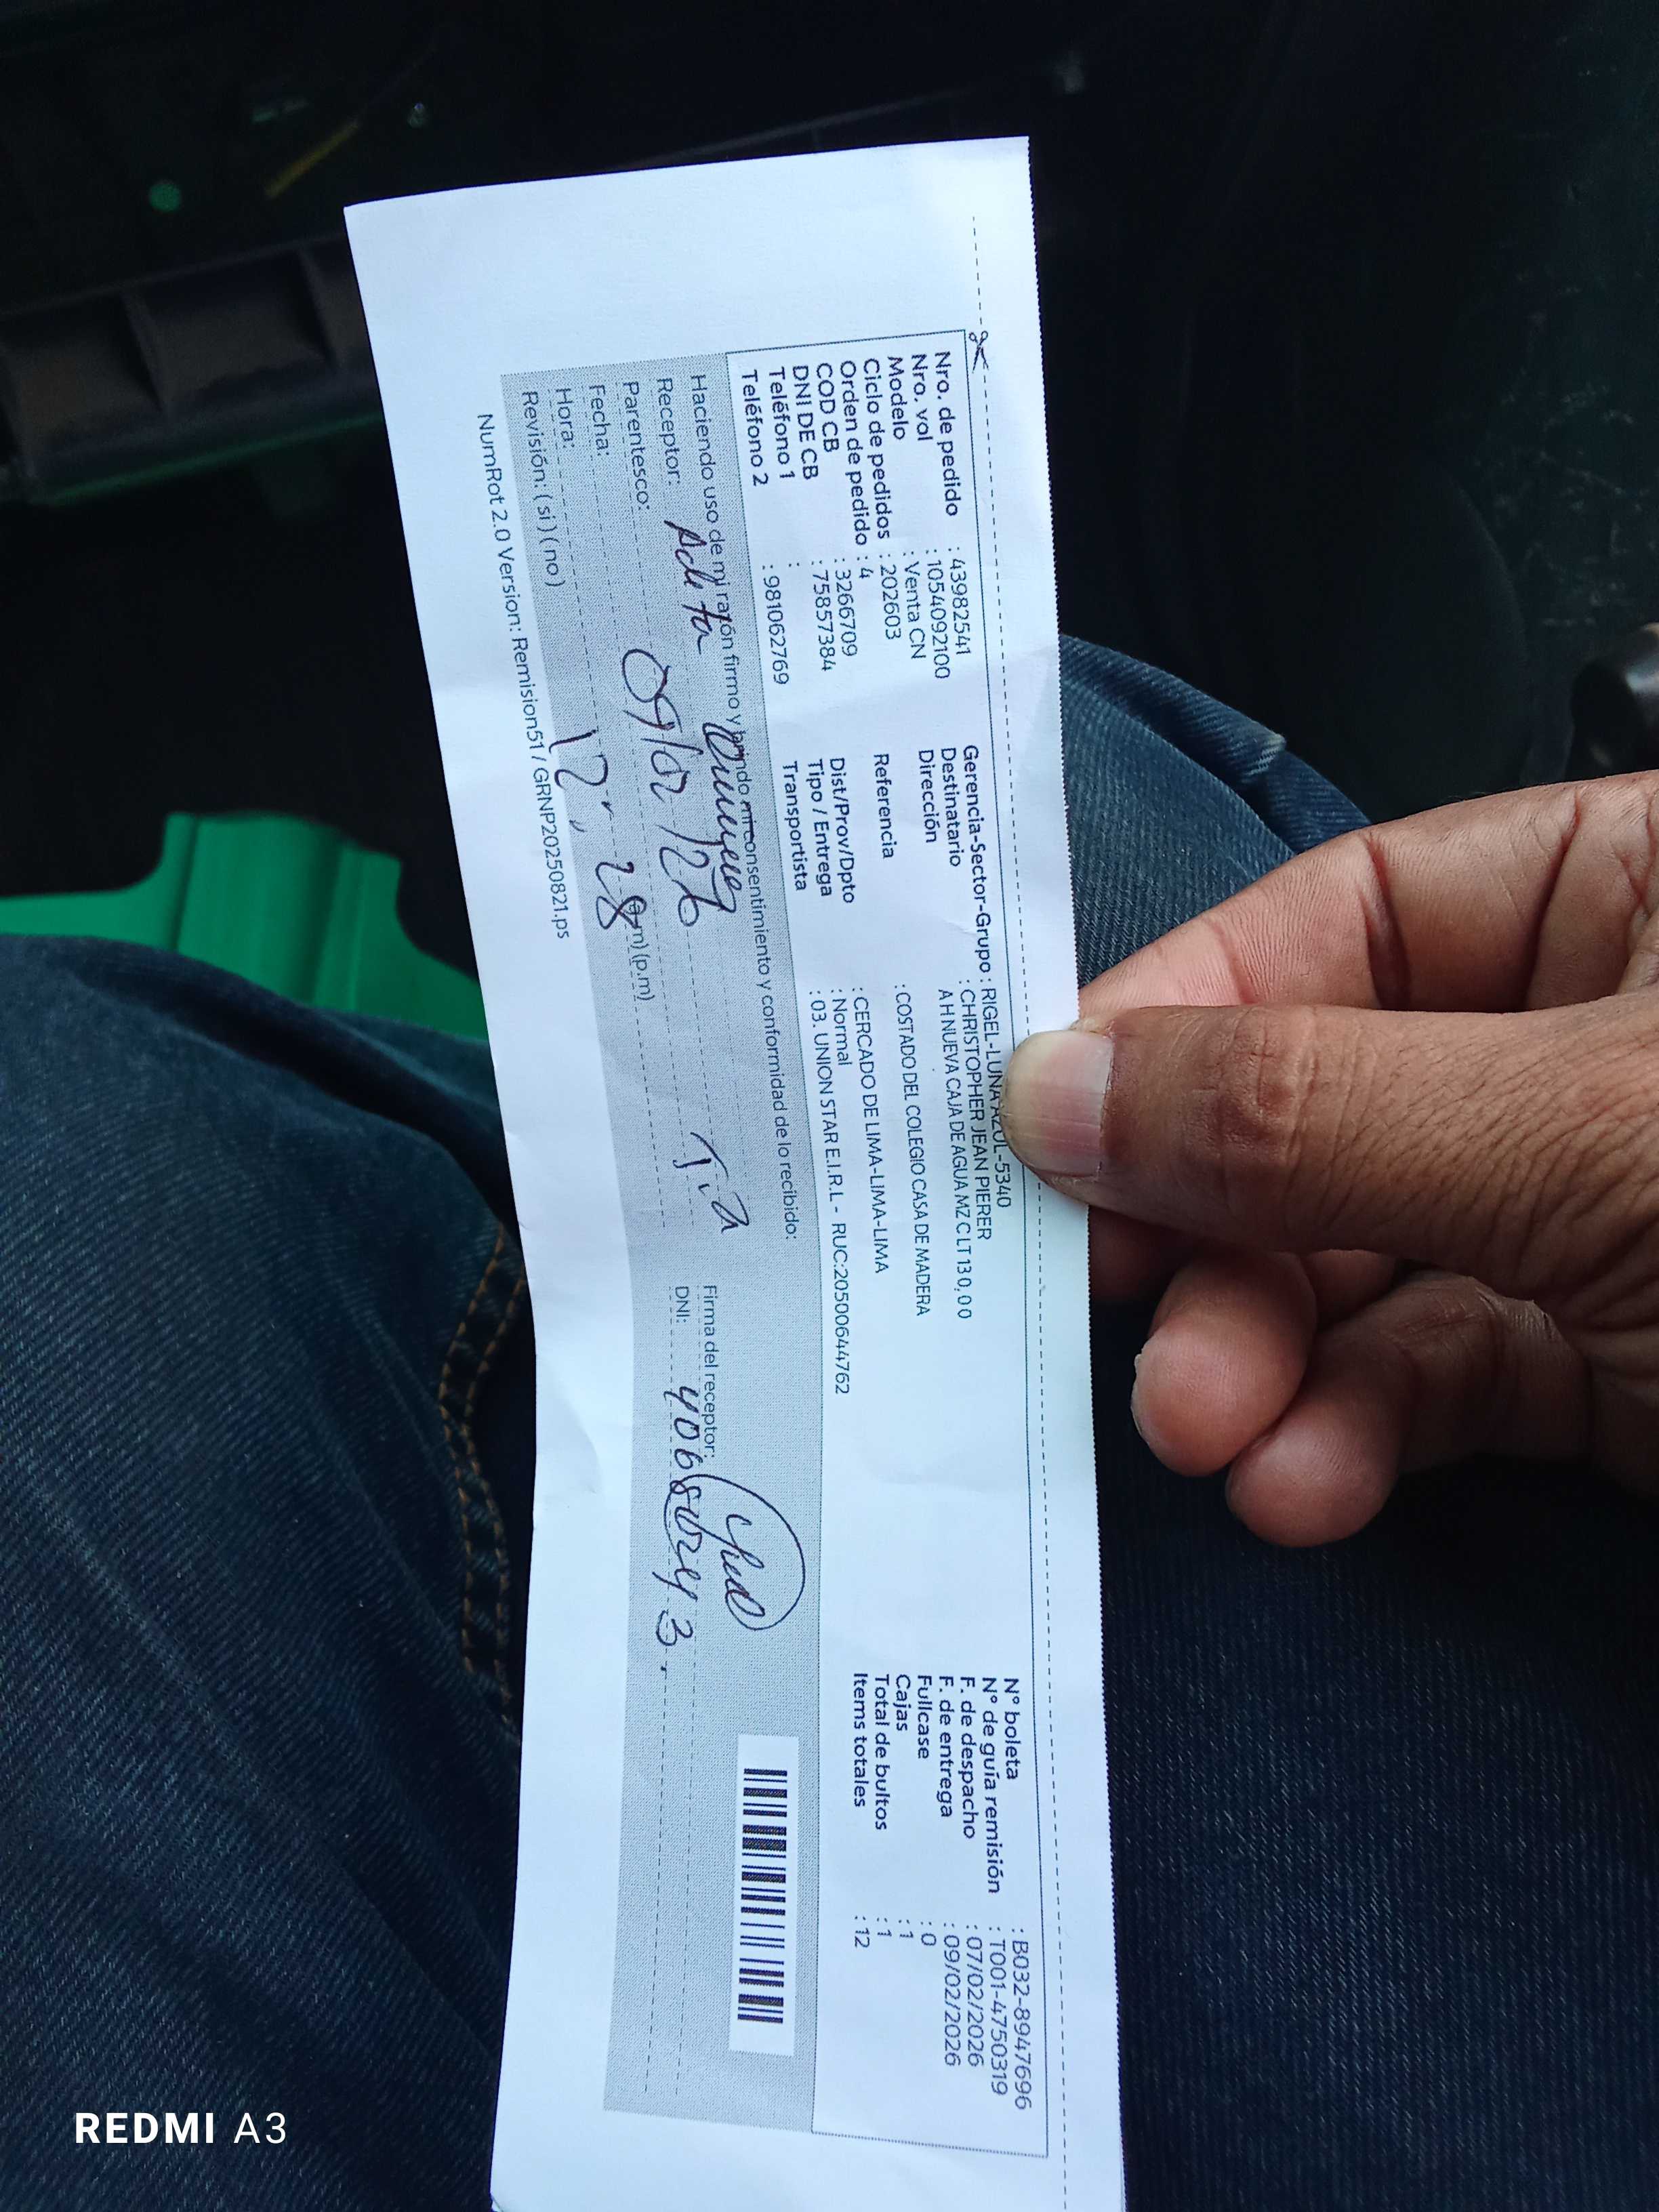 Nro. de pedido : 43982541
Nro. vol : 1054092100
Modelo : Venta CN
Ciclo de pedidos : 202603
Orden de pedido : 4
COD CB : 3266709
DNI DE CB : 75857384
Teléfono 1 :
Teléfono 2 : 981062769
Gerencia-Sector-Grupo : RIGEL-LUNA AZUL-5340
Destinatario : CHRISTOPHER JEAN PIERER
Dirección A H NUEVA CAJA DE AGUA MZ C LT 13 0, 0 0
Referencia : COSTADO DEL COLEGIO CASA DE MADERA
Dist/Prov/Dpto : CERCADO DE LIMA-LIMA-LIMA
Tipo / Entrega : Normal
Transportista : 03. UNION STAR E.I.R.L - RUC:20500644762
N° boleta : B032-8947696
N° de guía remisión : T001-4750319
F. de despacho : 07/02/2026
F. de entrega : 09/02/2026
Fullcase : 0
Cajas : 1
Total de bultos : 1
Items totales : 12
Haciendo uso de mi razón firmo y brindo mi consentimiento y conformidad de lo recibido:
Receptor:
Parentesco: Tia
Fecha: 09/02/26
Hora: 12:28 (a.m) (p.m)
Revisión: ( si ) ( no )
Firma del receptor:
DNI:
NumRot 2.0 Version: Remision51 / GRNP20250821.ps
REDMI A3